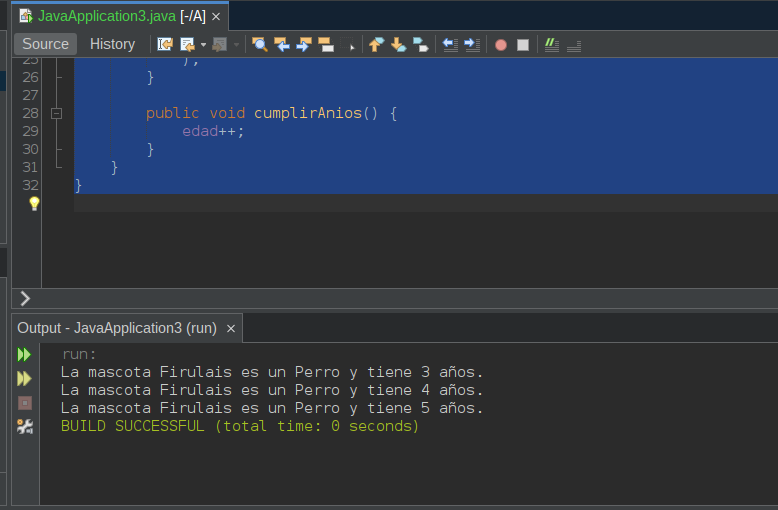 JavaApplication3.java [-/A] ×
Source History
25 );
26 }
27
28 public void cumplirAnios() {
29 edad++;
30 }
31 }
32 }
Output - JavaApplication3 (run) ×
run:
La mascota Firulais es un Perro y tiene 3 años.
La mascota Firulais es un Perro y tiene 4 años.
La mascota Firulais es un Perro y tiene 5 años.
BUILD SUCCESSFUL (total time: 0 seconds)